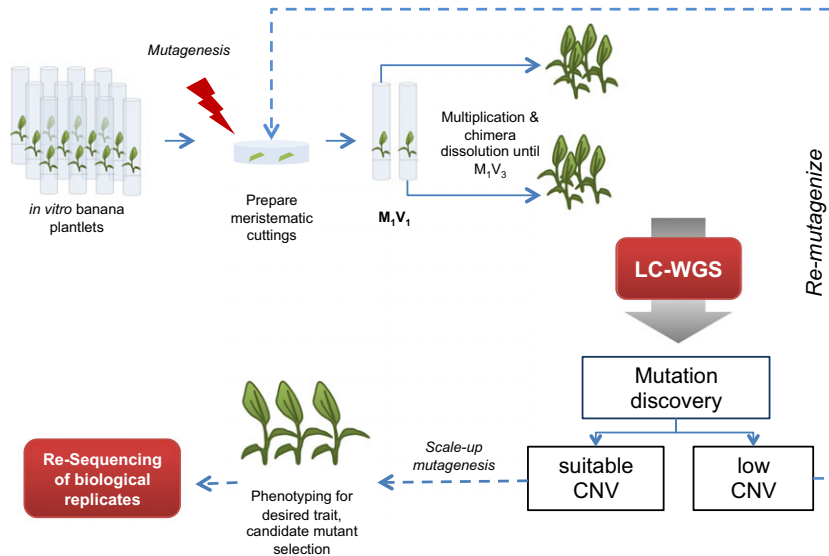 Mutagenesis
in vitro banana
plantlets
Prepare
meristematic
cuttings
M₁V₁
Multiplication &
chimera
dissolution until
M₁V₃
Re-mutagenize
LC-WGS
Mutation
discovery
suitable
CNV
low
CNV
Scale-up
mutagenesis
Phenotyping for
desired trait,
candidate mutant
selection
Re-Sequencing
of biological
replicates